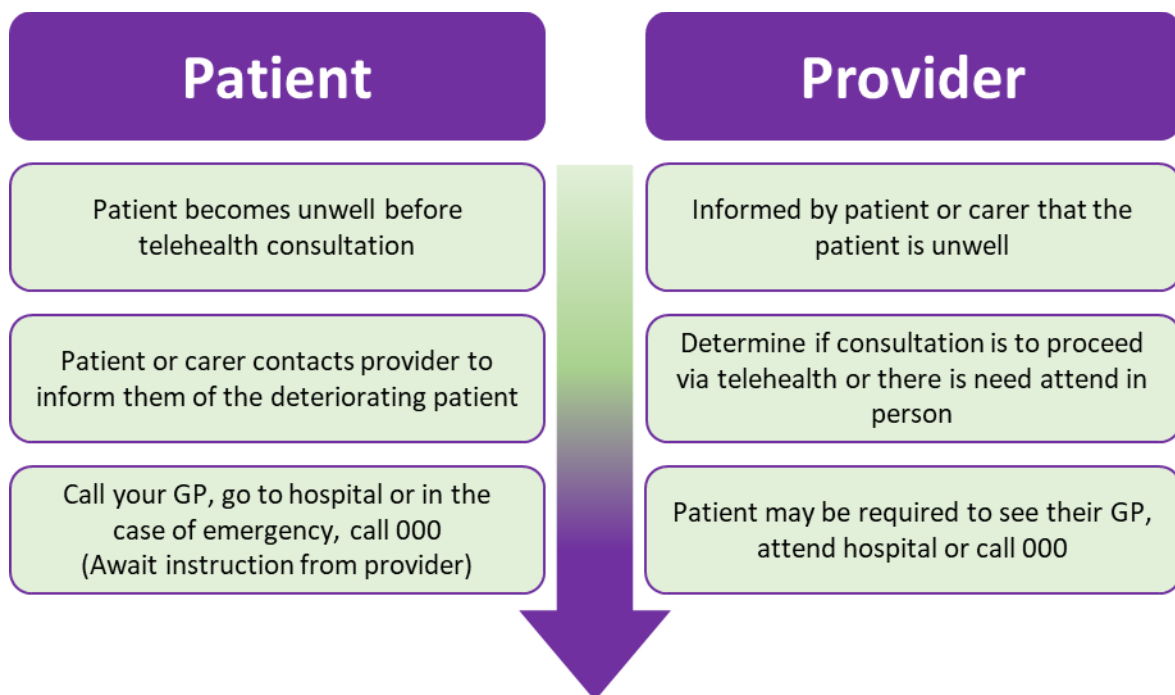 Patient
Provider
Patient becomes unwell before
telehealth consultation
Informed by patient or carer that the
patient is unwell
Patient or carer contacts provider to
inform them of the deteriorating patient
Determine if consultation is to proceed
via telehealth or there is need attend in
person
Call your GP, go to hospital or in the
case of emergency, call 000
(Await instruction from provider)
Patient may be required to see their GP,
attend hospital or call 000